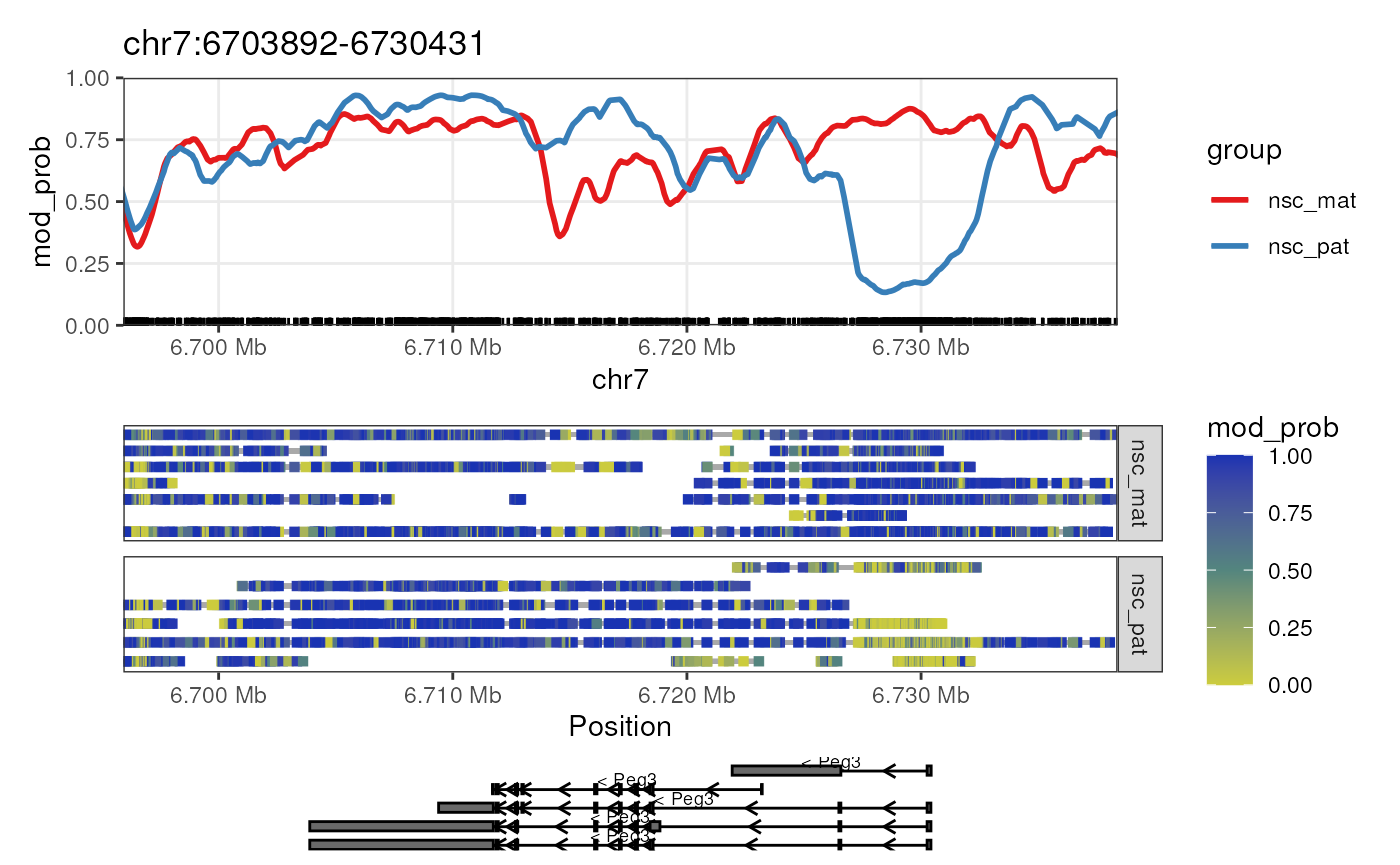 chr7:6703892-6730431
mod_prob
1.00
0.75
0.50
0.25
0.00
6.700 Mb 6.710 Mb 6.720 Mb 6.730 Mb
chr7
group
nsc_mat
nsc_pat
nsc_mat
nsc_pat
6.700 Mb 6.710 Mb 6.720 Mb 6.730 Mb
Position
mod_prob
1.00
0.75
0.50
0.25
0.00
< Peg3
< Peg3
< Peg3
< Peg3
< Peg3